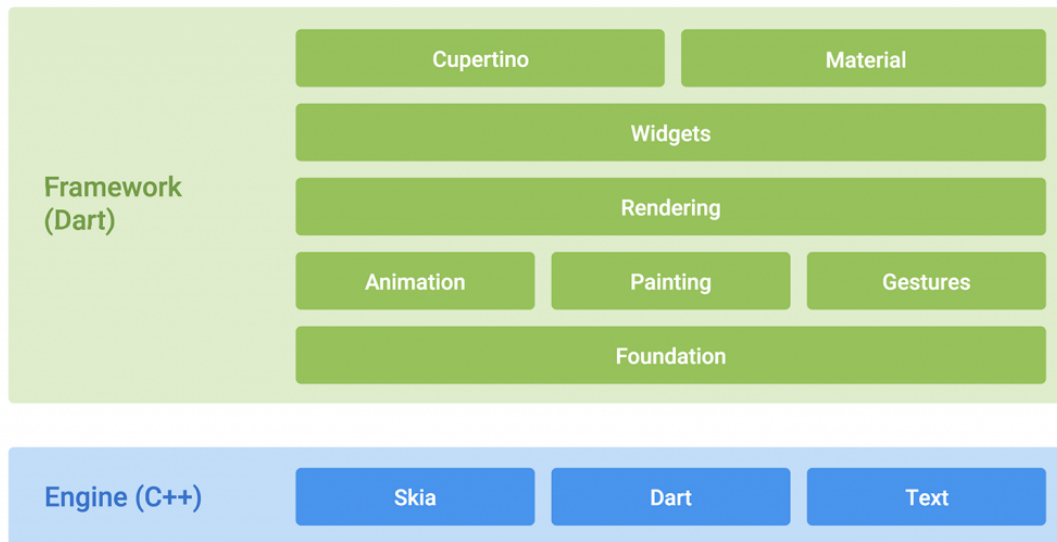 Cupertino
Material
Widgets
Framework
(Dart)
Rendering
Animation
Painting
Gestures
Foundation
Engine (C++)
Skia
Dart
Text